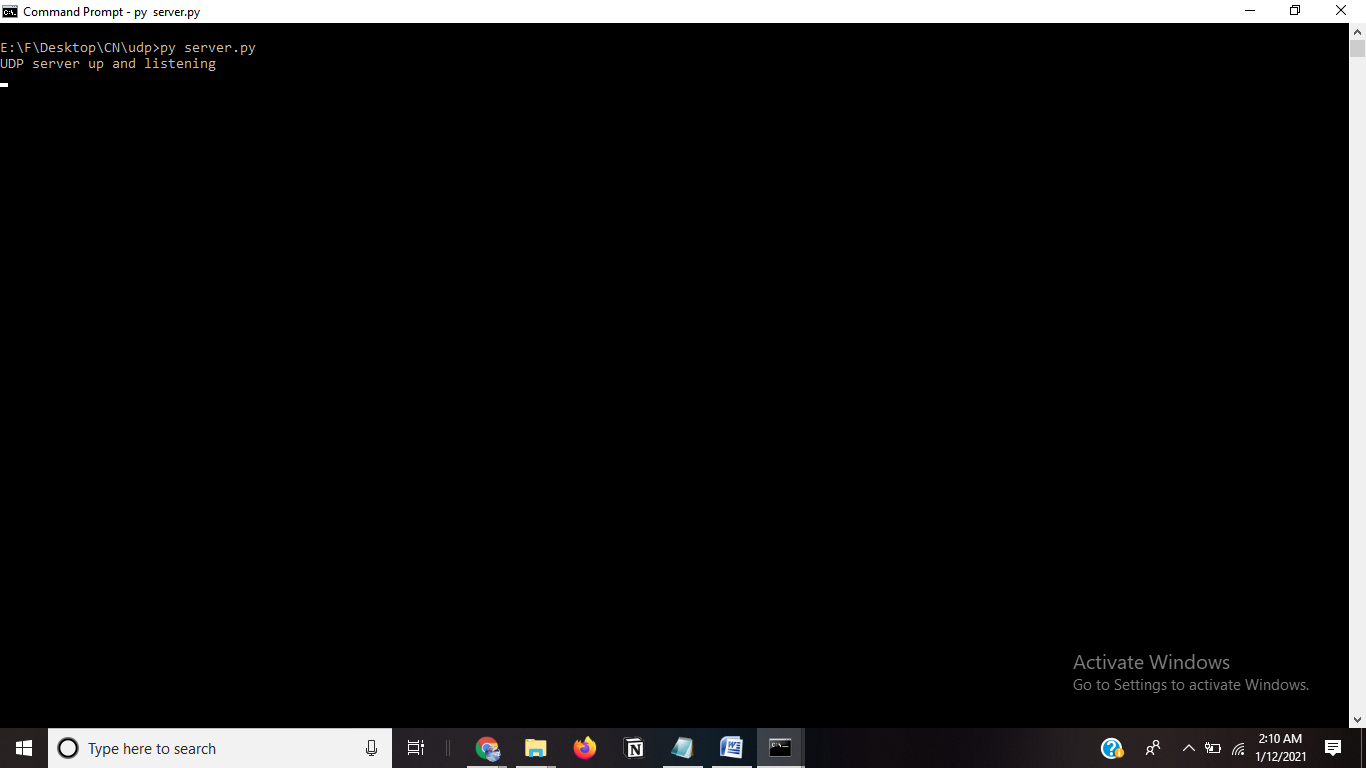 Command Prompt - py  server.py
E:\F\Desktop\CN\udp>py server.py
UDP server up and listening
Activate Windows
Go to Settings to activate Windows.
Type here to search
2:10 AM
1/12/2021